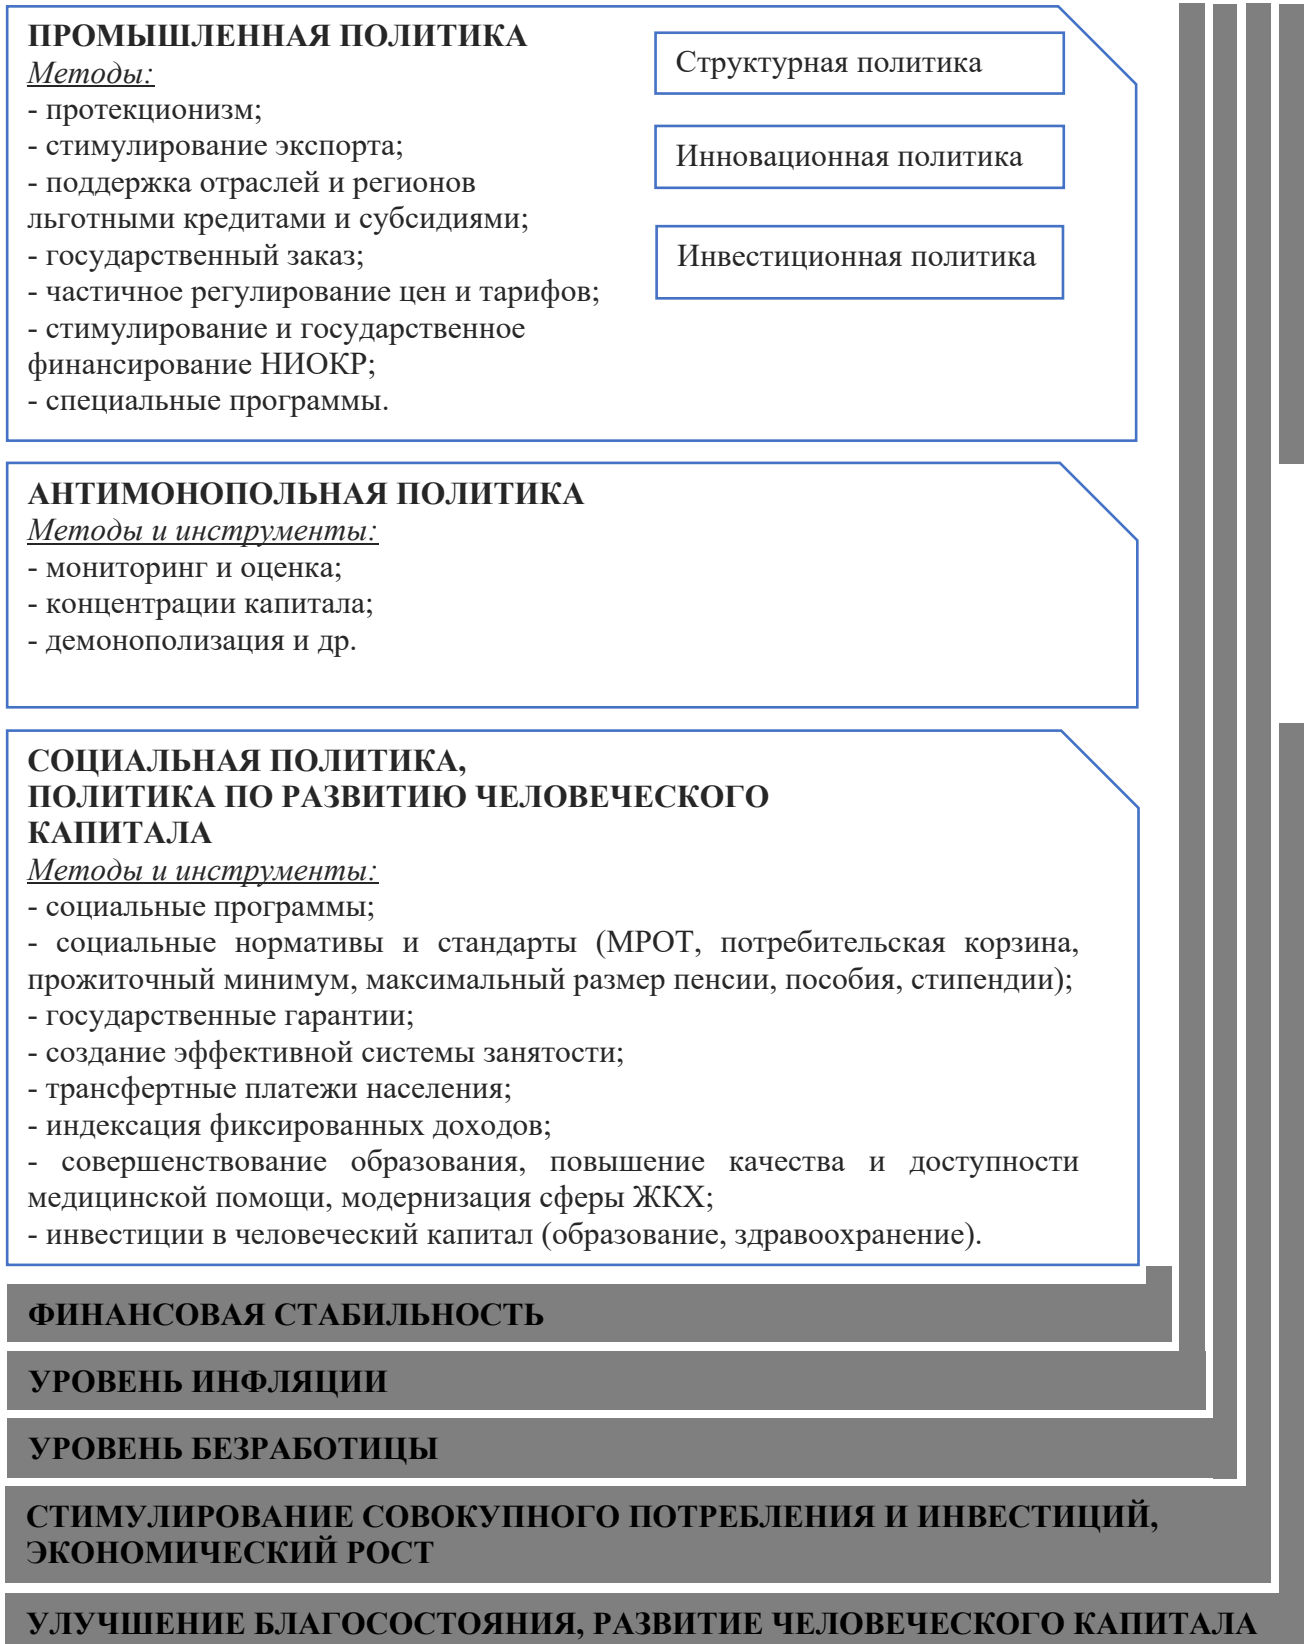 ПРОМЫШЛЕННАЯ ПОЛИТИКА
Методы:
- протекционизм;
- стимулирование экспорта;
- поддержка отраслей и регионов
льготными кредитами и субсидиями;
- государственный заказ;
- частичное регулирование цен и тарифов;
- стимулирование и государственное
финансирование НИОКР;
- специальные программы.
Структурная политика
Инновационная политика
Инвестиционная политика
АНТИМОНОПОЛЬНАЯ ПОЛИТИКА
Методы и инструменты:
- мониторинг и оценка;
- концентрации капитала;
- демонополизация и др.
СОЦИАЛЬНАЯ ПОЛИТИКА,
ПОЛИТИКА ПО РАЗВИТИЮ ЧЕЛОВЕЧЕСКОГО
КАПИТАЛА
Методы и инструменты:
- социальные программы;
- социальные нормативы и стандарты (МРОТ, потребительская корзина,
прожиточный минимум, максимальный размер пенсии, пособия, стипендии);
- государственные гарантии;
- создание эффективной системы занятости;
- трансфертные платежи населения;
- индексация фиксированных доходов;
- совершенствование образования, повышение качества и доступности
медицинской помощи, модернизация сферы ЖКХ;
- инвестиции в человеческий капитал (образование, здравоохранение).
ФИНАНСОВАЯ СТАБИЛЬНОСТЬ
УРОВЕНЬ ИНФЛЯЦИИ
УРОВЕНЬ БЕЗРАБОТИЦЫ
СТИМУЛИРОВАНИЕ СОВОКУПНОГО ПОТРЕБЛЕНИЯ И ИНВЕСТИЦИЙ,
ЭКОНОМИЧЕСКИЙ РОСТ
УЛУЧШЕНИЕ БЛАГОСОСТОЯНИЯ, РАЗВИТИЕ ЧЕЛОВЕЧЕСКОГО КАПИТАЛА